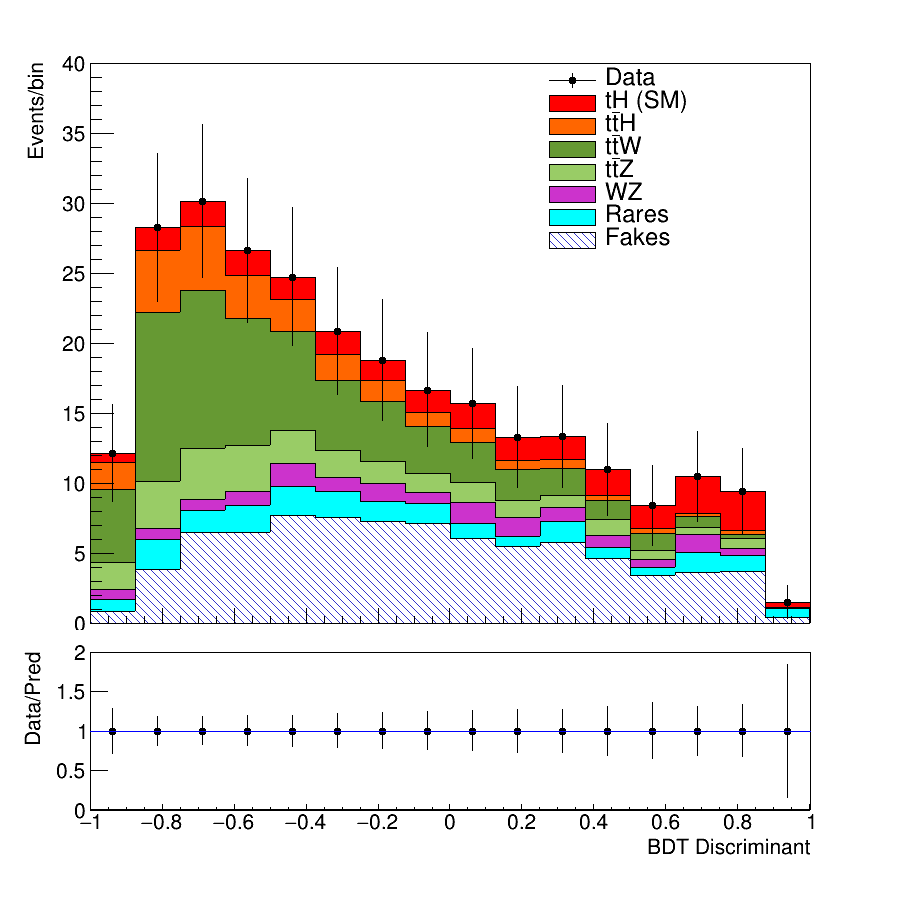 Events/bin
40
35
30
25
20
15
10
5
0
Data
tH (SM)
tt̄H
tt̄W
tt̄Z
WZ
Rares
Fakes
Data/Pred
2
1.5
1
0.5
0
−1 −0.8 −0.6 −0.4 −0.2 0 0.2 0.4 0.6 0.8 1
BDT Discriminant